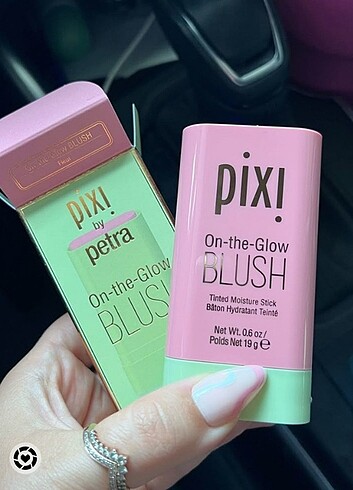 BLUSH
Fleur
pixi
by
petra
On-the-Glow
BLUSH
pixi
On-the-Glow
BLUSH
Tinted Moisture Stick
Bâton Hydratant Teinté
Net Wt. 0.6 oz/
Poids Net 19 g e